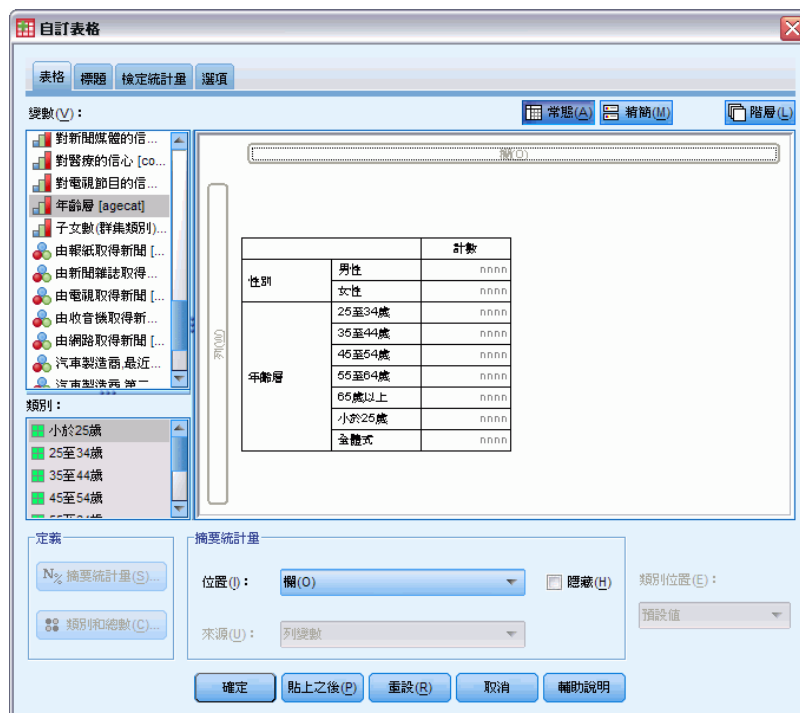 自訂表格
表格 標題 檢定統計量 選項
變數(V)：
常態(A) 精簡(M) 階層(L)
對新聞媒體的信...
對醫療的信心 [co...
對電視節目的信...
年齡層 [agecat]
子女數(群集類別)...
由報紙取得新聞 [...
由新聞雜誌取得...
由電視取得新聞 [...
由收音機取得新...
由網路取得新聞 [...
汽車製造商,最近...
汽車製造商,第二
類別：
小於25歲
25至34歲
35至44歲
45至54歲
欄(O)
計數
性別
男性 nnnn
女性 nnnn
年齡層
25至34歲 nnnn
35至44歲 nnnn
45至54歲 nnnn
55至64歲 nnnn
65歲以上 nnnn
小於25歲 nnnn
全體式 nnnn
定義
N% 摘要統計量(S)...
類別和總數(C)...
摘要統計量
位置(I)： 欄(O) 隱藏(H)
來源(U)： 列變數
類別位置(E)：
預設值
確定 貼上之後(P) 重設(R) 取消 輔助說明